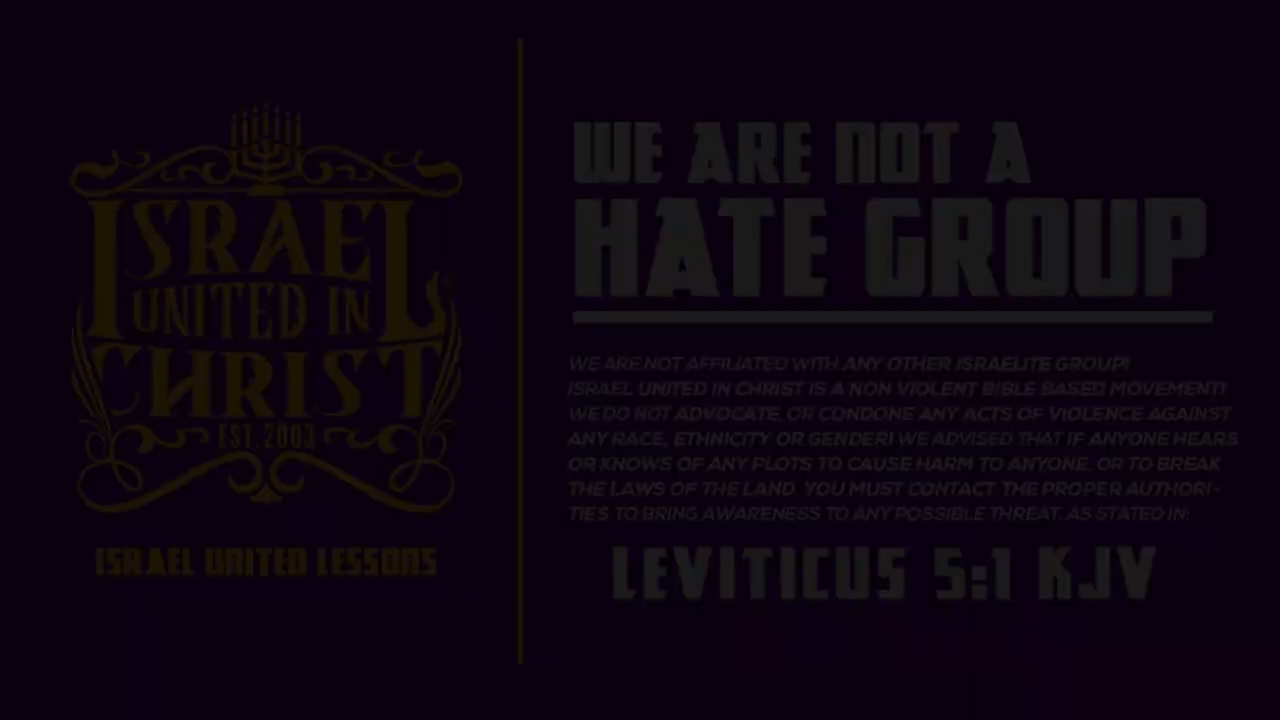 ISRAEL
UNITED IN
CHRIST
EST. 2003
ISRAEL UNITED LESSONS
WE ARE NOT A
HATE GROUP
WE ARE NOT AFFILIATED WITH ANY OTHER ISRAELITE GROUP!
ISRAEL UNITED IN CHRIST IS A NON VIOLENT BIBLE BASED MOVEMENT!
WE DO NOT ADVOCATE, OR CONDONE ANY ACTS OF VIOLENCE AGAINST
ANY RACE, ETHNICITY OR GENDER! WE ADVISED THAT IF ANYONE HEARS
OR KNOWS OF ANY PLOTS TO CAUSE HARM TO ANYONE, OR TO BREAK
THE LAWS OF THE LAND, YOU MUST CONTACT THE PROPER AUTHORI-
TIES TO BRING AWARENESS TO ANY POSSIBLE THREAT. AS STATED IN:
LEVITICUS 5:1 KJV